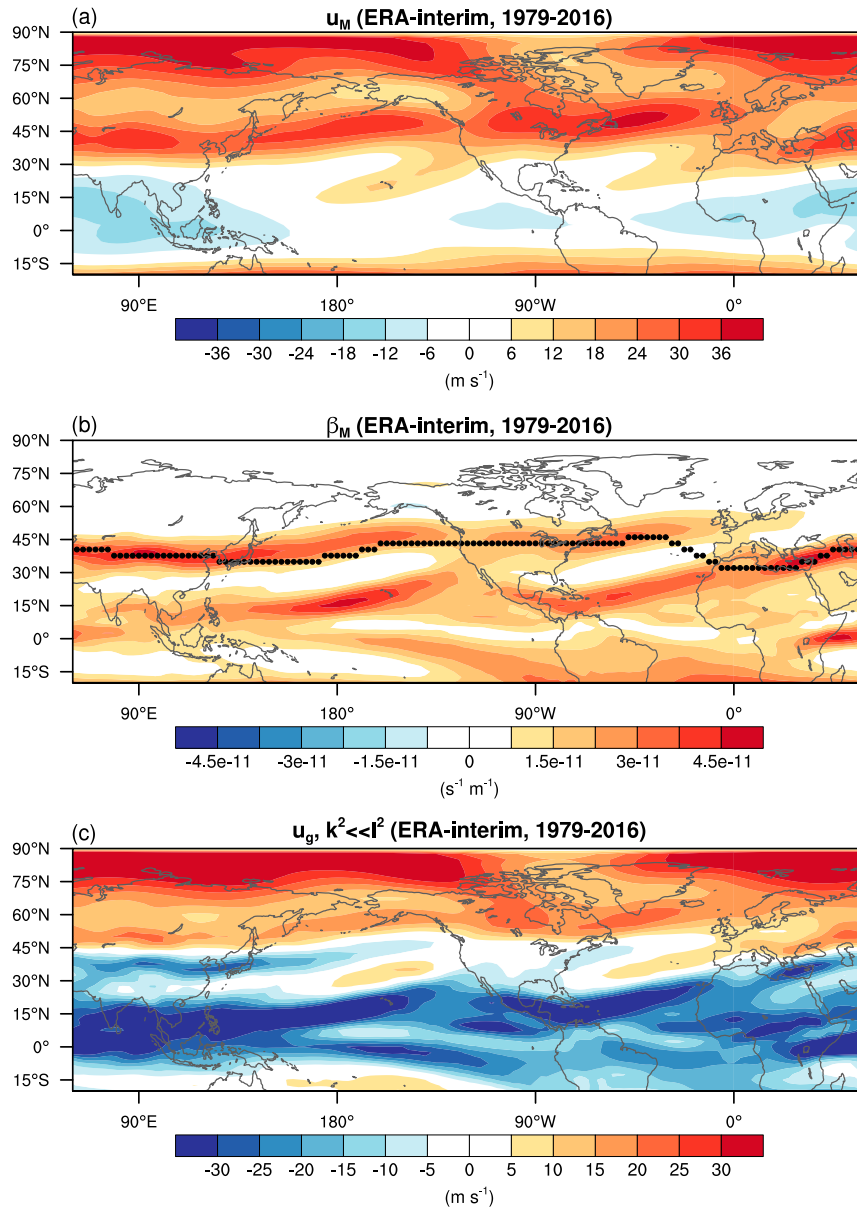 (a) u_M (ERA-interim, 1979-2016)
90°N
75°N
60°N
45°N
30°N
15°N
0°
15°S
90°E 180° 90°W 0°
-36 -30 -24 -18 -12 -6 0 6 12 18 24 30 36
(m s⁻¹)
(b) β_M (ERA-interim, 1979-2016)
90°N
75°N
60°N
45°N
30°N
15°N
0°
15°S
90°E 180° 90°W 0°
-4.5e-11 -3e-11 -1.5e-11 0 1.5e-11 3e-11 4.5e-11
(s⁻¹ m⁻¹)
(c) u_g, k²<<l² (ERA-interim, 1979-2016)
90°N
75°N
60°N
45°N
30°N
15°N
0°
15°S
90°E 180° 90°W 0°
-30 -25 -20 -15 -10 -5 0 5 10 15 20 25 30
(m s⁻¹)